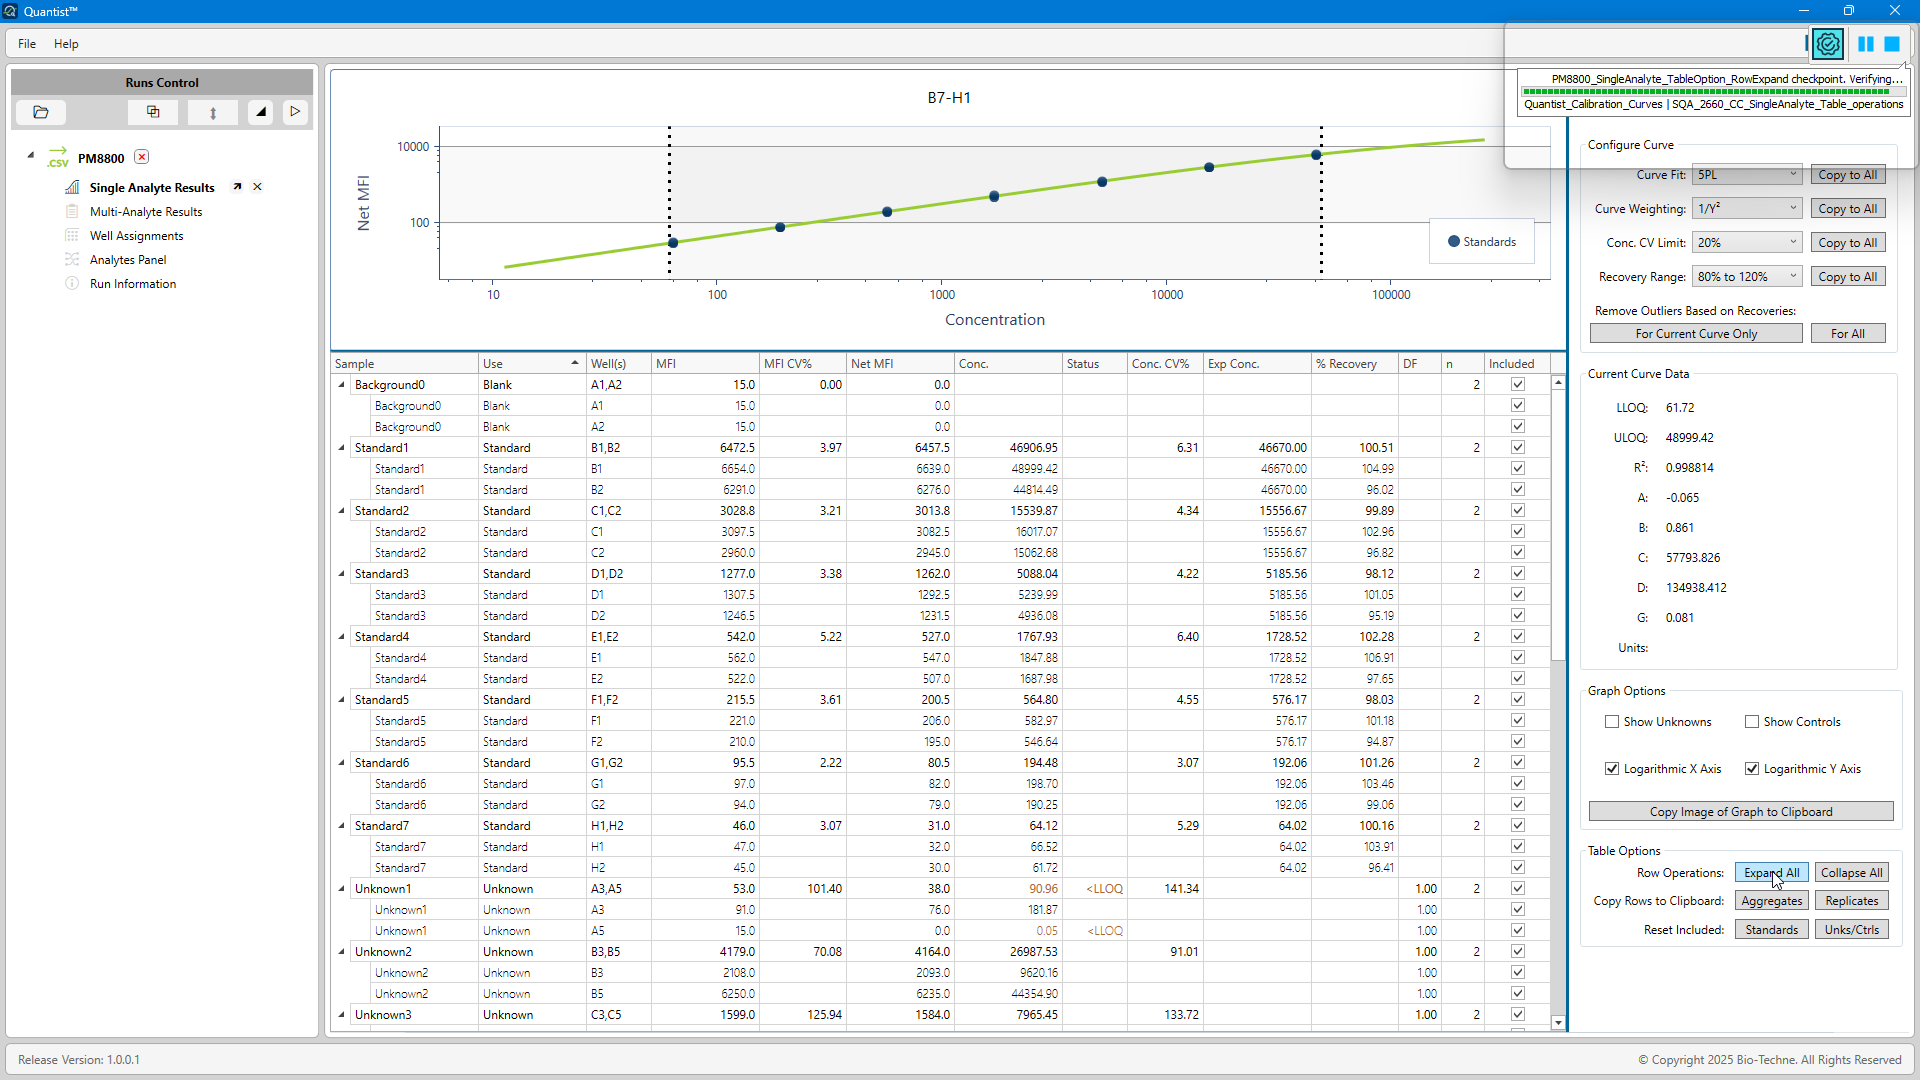 Quantist™
File Help
PM8800_SingleAnalyte_TableOption_RowExpand checkpoint. Verifying...
Quantist_Calibration_Curves | SQA_2660_CC_SingleAnalyte_Table_operations
Runs Control
.CSV PM8800
Single Analyte Results
Multi-Analyte Results
Well Assignments
Analytes Panel
Run Information
B7-H1
Net MFI
10000
100
10 100 1000 10000 100000
Concentration
Standards
Sample Use Well(s) MFI MFI CV% Net MFI Conc. Status Conc. CV% Exp Conc. % Recovery DF n Included
Background0 Blank A1,A2 15.0 0.00 0.0 2
Background0 Blank A1 15.0 0.0
Background0 Blank A2 15.0 0.0
Standard1 Standard B1,B2 6472.5 3.97 6457.5 46906.95 6.31 46670.00 100.51 2
Standard1 Standard B1 6654.0 6639.0 48999.42 46670.00 104.99
Standard1 Standard B2 6291.0 6276.0 44814.49 46670.00 96.02
Standard2 Standard C1,C2 3028.8 3.21 3013.8 15539.87 4.34 15556.67 99.89 2
Standard2 Standard C1 3097.5 3082.5 16017.07 15556.67 102.96
Standard2 Standard C2 2960.0 2945.0 15062.68 15556.67 96.82
Standard3 Standard D1,D2 1277.0 3.38 1262.0 5088.04 4.22 5185.56 98.12 2
Standard3 Standard D1 1307.5 1292.5 5239.99 5185.56 101.05
Standard3 Standard D2 1246.5 1231.5 4936.08 5185.56 95.19
Standard4 Standard E1,E2 542.0 5.22 527.0 1767.93 6.40 1728.52 102.28 2
Standard4 Standard E1 562.0 547.0 1847.88 1728.52 106.91
Standard4 Standard E2 522.0 507.0 1687.98 1728.52 97.65
Standard5 Standard F1,F2 215.5 3.61 200.5 564.80 4.55 576.17 98.03 2
Standard5 Standard F1 221.0 206.0 582.97 576.17 101.18
Standard5 Standard F2 210.0 195.0 546.64 576.17 94.87
Standard6 Standard G1,G2 95.5 2.22 80.5 194.48 3.07 192.06 101.26 2
Standard6 Standard G1 97.0 82.0 198.70 192.06 103.46
Standard6 Standard G2 94.0 79.0 190.25 192.06 99.06
Standard7 Standard H1,H2 46.0 3.07 31.0 64.12 5.29 64.02 100.16 2
Standard7 Standard H1 47.0 32.0 66.52 64.02 103.91
Standard7 Standard H2 45.0 30.0 61.72 64.02 96.41
Unknown1 Unknown A3,A5 53.0 101.40 38.0 90.96 <LLOQ 141.34 1.00 2
Unknown1 Unknown A3 91.0 76.0 181.87 1.00
Unknown1 Unknown A5 15.0 0.0 0.05 <LLOQ 1.00
Unknown2 Unknown B3,B5 4179.0 70.08 4164.0 26987.53 91.01 1.00 2
Unknown2 Unknown B3 2108.0 2093.0 9620.16 1.00
Unknown2 Unknown B5 6250.0 6235.0 44354.90 1.00
Unknown3 Unknown C3,C5 1599.0 125.94 1584.0 7965.45 133.72 1.00 2
Configure Curve
Curve Fit: 5PL Copy to All
Curve Weighting: 1/Y² Copy to All
Conc. CV Limit: 20% Copy to All
Recovery Range: 80% to 120% Copy to All
Remove Outliers Based on Recoveries:
For Current Curve Only For All
Current Curve Data
LLOQ: 61.72
ULOQ: 48999.42
R²: 0.998814
A: -0.065
B: 0.861
C: 57793.826
D: 134938.412
G: 0.081
Units:
Graph Options
Show Unknowns Show Controls
Logarithmic X Axis Logarithmic Y Axis
Copy Image of Graph to Clipboard
Table Options
Row Operations: Expand All Collapse All
Copy Rows to Clipboard: Aggregates Replicates
Reset Included: Standards Unks/Ctrls
Release Version: 1.0.0.1
© Copyright 2025 Bio-Techne. All Rights Reserved